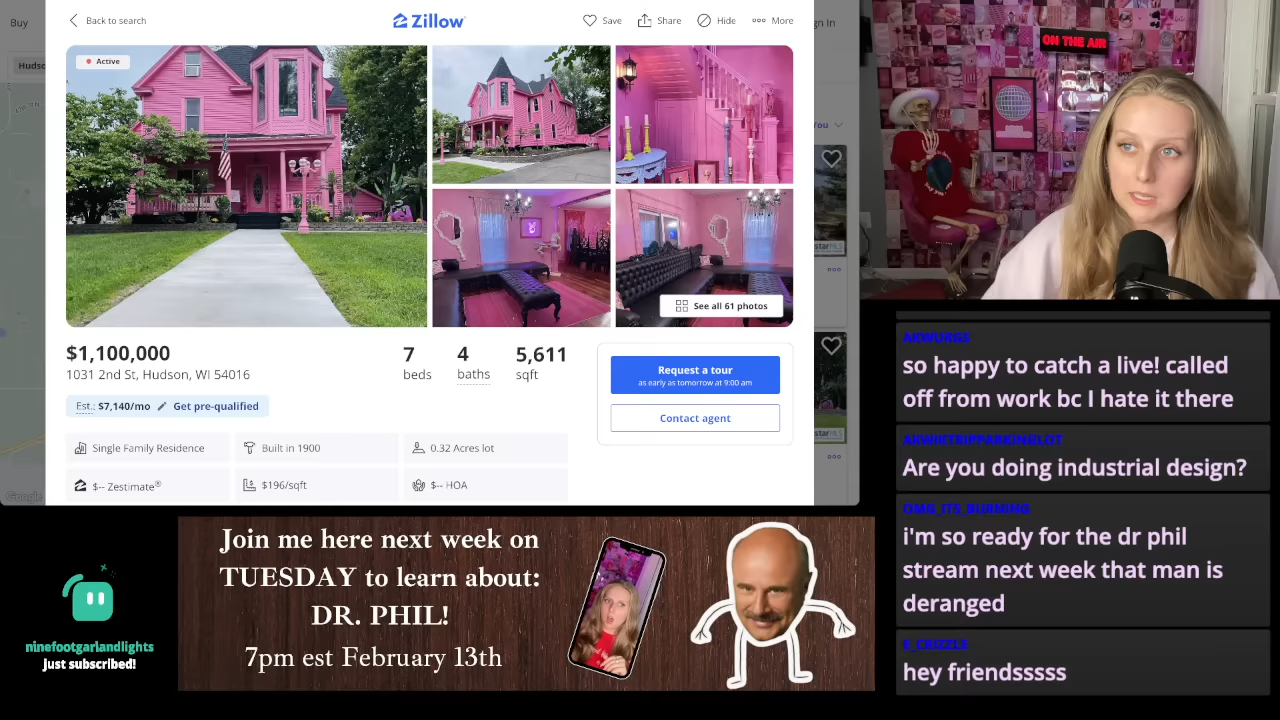 Buy
Back to search
Zillow
Save
Share
Hide
More
Active
See all 61 photos
$1,100,000
1031 2nd St, Hudson, WI 54016
7
beds
4
baths
5,611
sqft
Request a tour
as early as tomorrow at 9:00 am
Contact agent
Est.: $7,140/mo
Get pre-qualified
Single Family Residence
Built in 1900
0.32 Acres lot
$-- Zestimate®
$196/sqft
$-- HOA
Google
ON THE AIR
so happy to catch a live! called
off from work bc I hate it there
Are you doing industrial design?
OMG_ITS_BURNING
i'm so ready for the dr phil
stream next week that man is
deranged
E_CRIZZLE
hey friendsssss
Join me here next week on
TUESDAY to learn about:
DR. PHIL!
7pm est February 13th
ninefootgarlandlights
just subscribed!